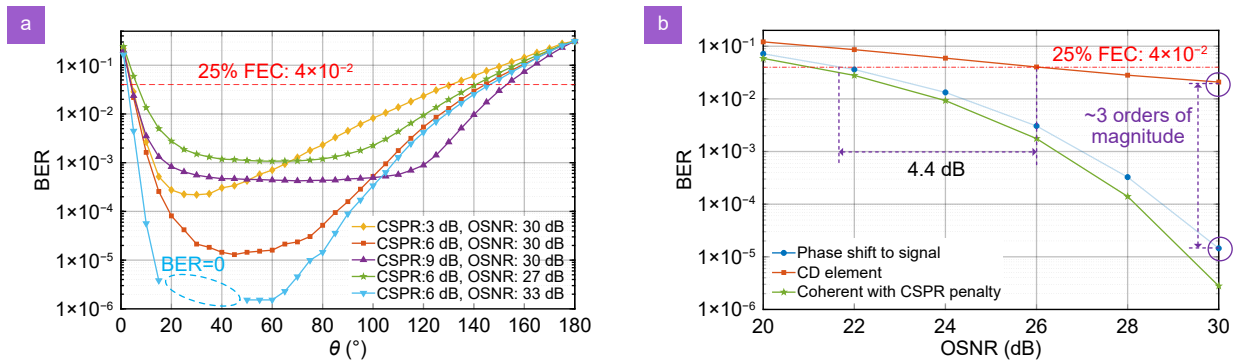 a
BER
1×10⁻¹
1×10⁻²
1×10⁻³
1×10⁻⁴
1×10⁻⁵
1×10⁻⁶
25% FEC: 4×10⁻²
BER=0
CSPR:3 dB, OSNR: 30 dB
CSPR:6 dB, OSNR: 30 dB
CSPR:9 dB, OSNR: 30 dB
CSPR:6 dB, OSNR: 27 dB
CSPR:6 dB, OSNR: 33 dB
0 20 40 60 80 100 120 140 160 180
θ (°)
b
BER
1×10⁻¹
1×10⁻²
1×10⁻³
1×10⁻⁴
1×10⁻⁵
1×10⁻⁶
25% FEC: 4×10⁻²
~3 orders of
magnitude
4.4 dB
Phase shift to signal
CD element
Coherent with CSPR penalty
20 22 24 26 28 30
OSNR (dB)